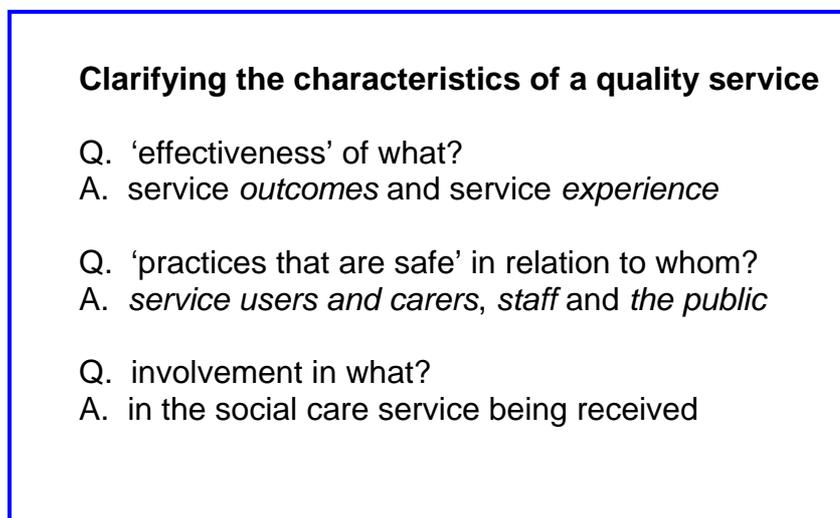 Clarifying the characteristics of a quality service
Q. ‘effectiveness’ of what?
A. service outcomes and service experience
Q. ‘practices that are safe’ in relation to whom?
A. service users and carers, staff and the public
Q. involvement in what?
A. in the social care service being received